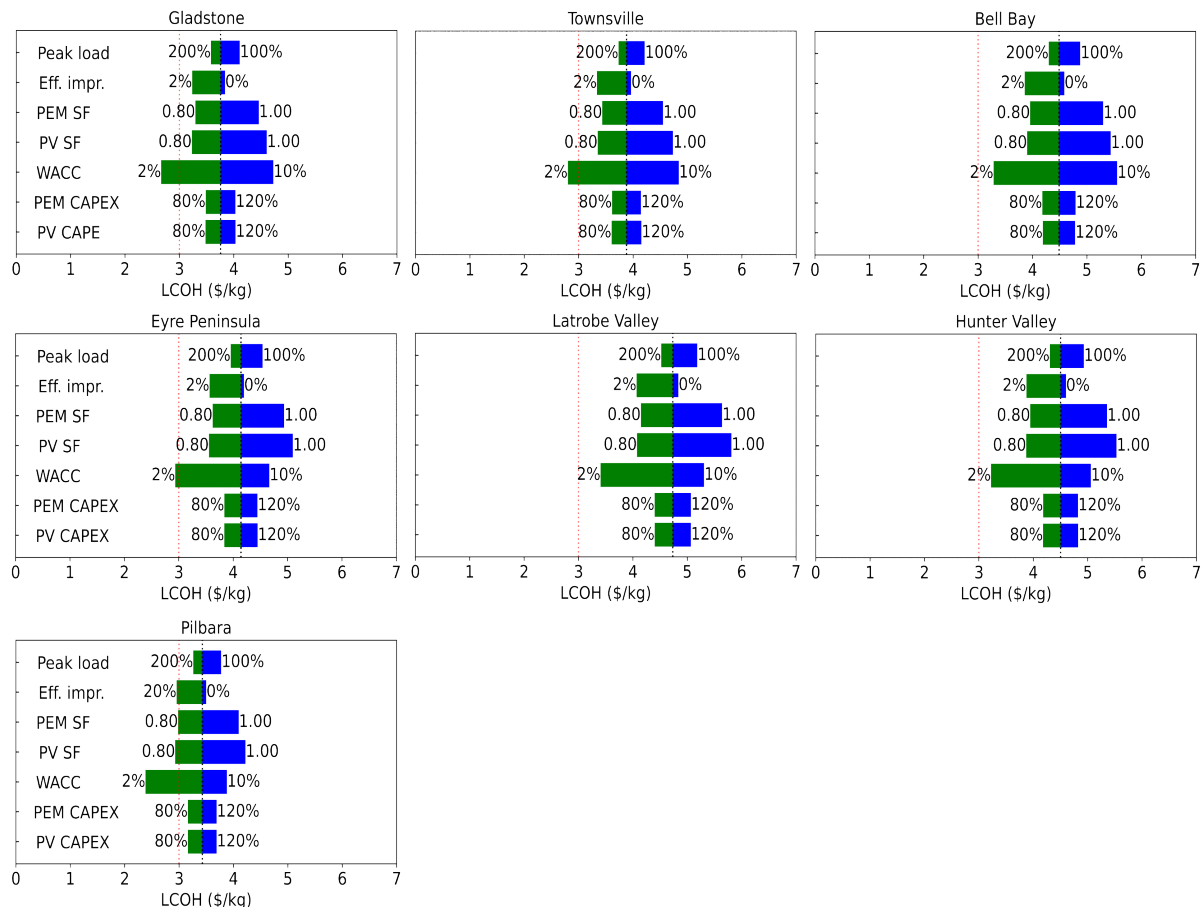 Gladstone
Peak load 200% 100%
Eff. impr. 2% 0%
PEM SF 0.80 1.00
PV SF 0.80 1.00
WACC 2% 10%
PEM CAPEX 80% 120%
PV CAPE 80% 120%
0 1 2 3 4 5 6 7
LCOH ($/kg)
Townsville
200% 100%
2% 0%
0.80 1.00
0.80 1.00
2% 10%
80% 120%
80% 120%
0 1 2 3 4 5 6 7
LCOH ($/kg)
Bell Bay
200% 100%
2% 0%
0.80 1.00
0.80 1.00
2% 10%
80% 120%
80% 120%
0 1 2 3 4 5 6 7
LCOH ($/kg)
Eyre Peninsula
Peak load 200% 100%
Eff. impr. 2% 0%
PEM SF 0.80 1.00
PV SF 0.80 1.00
WACC 2% 10%
PEM CAPEX 80% 120%
PV CAPEX 80% 120%
0 1 2 3 4 5 6 7
LCOH ($/kg)
Latrobe Valley
200% 100%
2% 0%
0.80 1.00
0.80 1.00
2% 10%
80% 120%
80% 120%
0 1 2 3 4 5 6 7
LCOH ($/kg)
Hunter Valley
200% 100%
2% 0%
0.80 1.00
0.80 1.00
2% 10%
80% 120%
80% 120%
0 1 2 3 4 5 6 7
LCOH ($/kg)
Pilbara
Peak load 200% 100%
Eff. impr. 20% 0%
PEM SF 0.80 1.00
PV SF 0.80 1.00
WACC 2% 10%
PEM CAPEX 80% 120%
PV CAPEX 80% 120%
0 1 2 3 4 5 6 7
LCOH ($/kg)